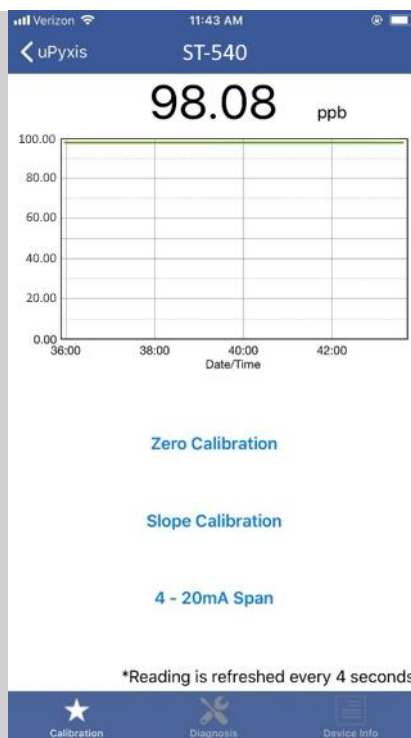 Verizon 11:43 AM
uPyxis ST-540
98.08 ppb
100.00
80.00
60.00
40.00
20.00
0.00
36:00 38:00 40:00 42:00
Date/Time
Zero Calibration
Slope Calibration
4 - 20mA Span
*Reading is refreshed every 4 seconds
Calibration Diagnosis Device Info